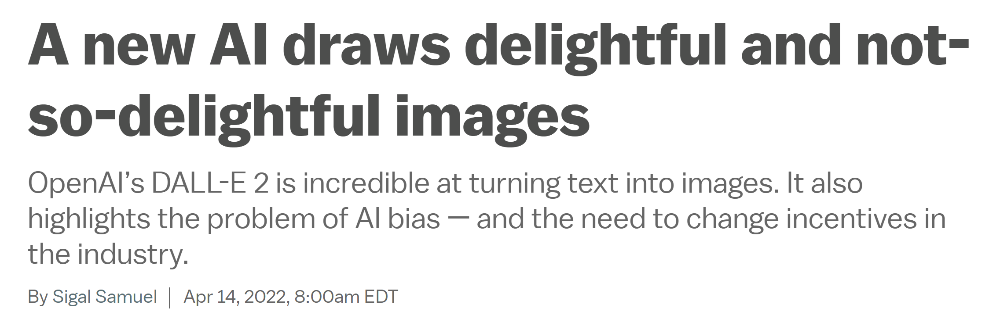 A new AI draws delightful and not-
so-delightful images
OpenAI’s DALL-E 2 is incredible at turning text into images. It also
highlights the problem of AI bias — and the need to change incentives in
the industry.
By Sigal Samuel | Apr 14, 2022, 8:00am EDT